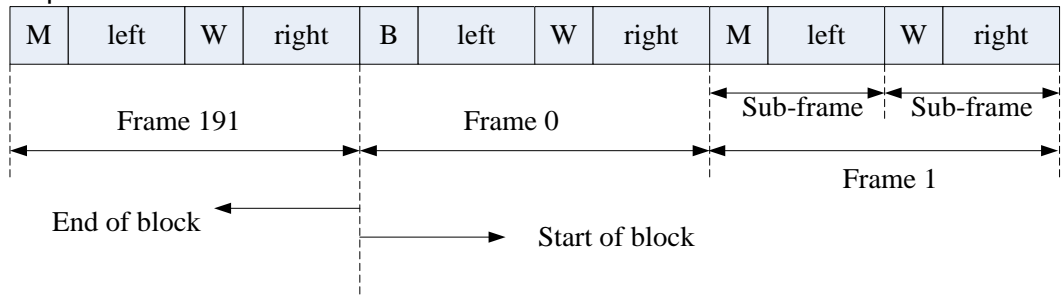 M left W right B left W right M left W right
Sub-frame Sub-frame
Frame 191 Frame 0
Frame 1
End of block
Start of block